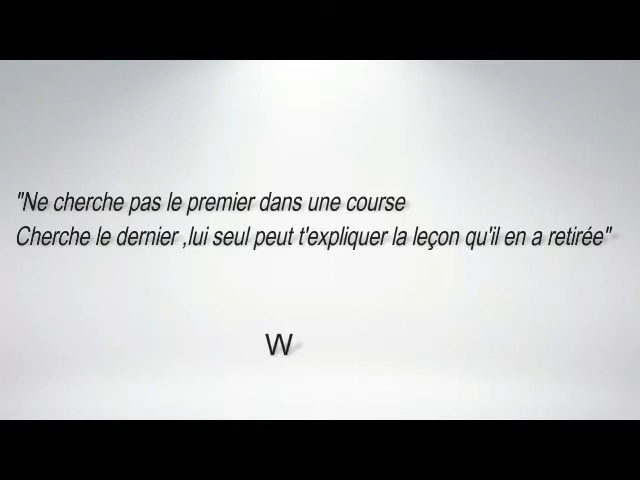 "Ne cherche pas le premier dans une course
Cherche le dernier ,lui seul peut t'expliquer la leçon qu'il en a retirée"
W